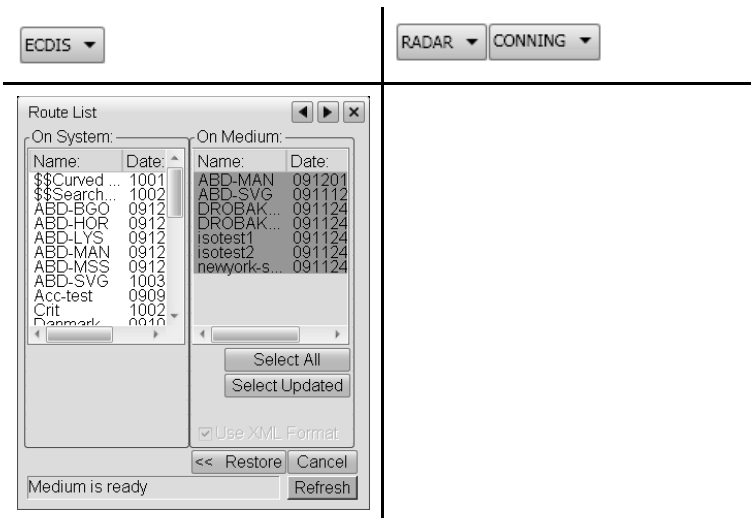 ECDIS
RADAR CONNING
Route List
On System: On Medium:
Name: Date: Name: Date:
$$Curved ... 1001 ABD-MAN 091201
$$Search... 1002 ABD-SVG 091112
ABD-BGO 0912 DROBAK... 091124
ABD-HOR 0912 DROBAK... 091124
ABD-LYS 0912 isotest1 091124
ABD-MAN 0912 isotest2 091124
ABD-MSS 0912 newyork-s... 091124
ABD-SVG 1003
Acc-test 0909
Crit 1002
Danmark 0910
Select All
Select Updated
Use XML Format
<< Restore Cancel
Medium is ready Refresh